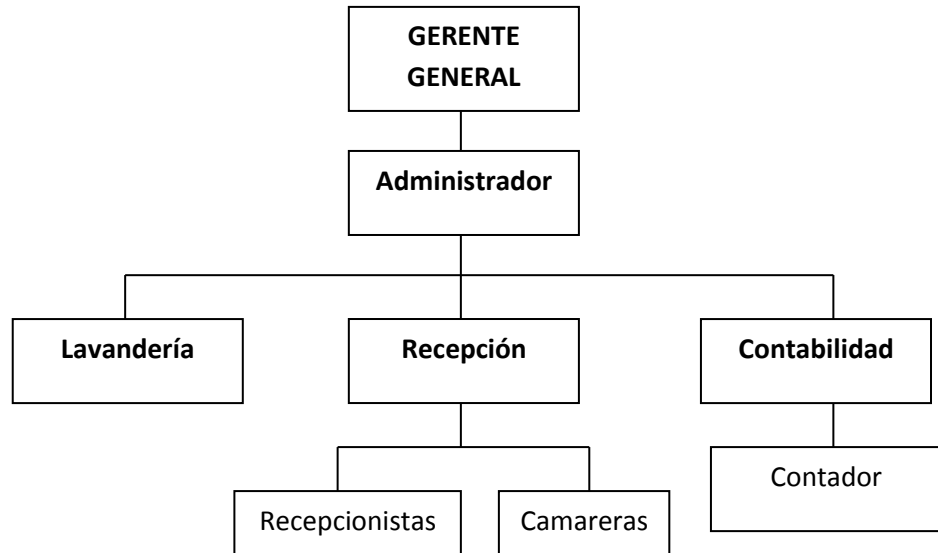 GERENTE
GENERAL
Administrador
Lavandería
Recepción
Contabilidad
Contador
Recepcionistas
Camareras